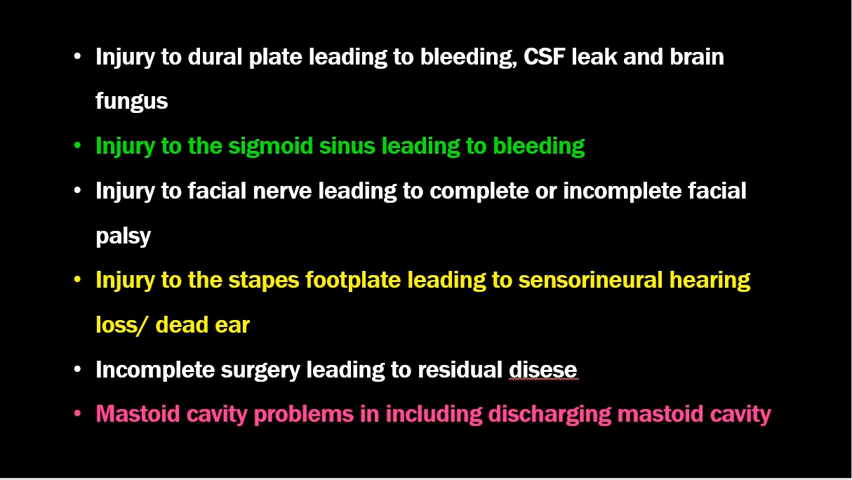 • Injury to dural plate leading to bleeding, CSF leak and brain
fungus
• Injury to the sigmoid sinus leading to bleeding
• Injury to facial nerve leading to complete or incomplete facial
palsy
• Injury to the stapes footplate leading to sensorineural hearing
loss/ dead ear
• Incomplete surgery leading to residual disese
• Mastoid cavity problems in including discharging mastoid cavity